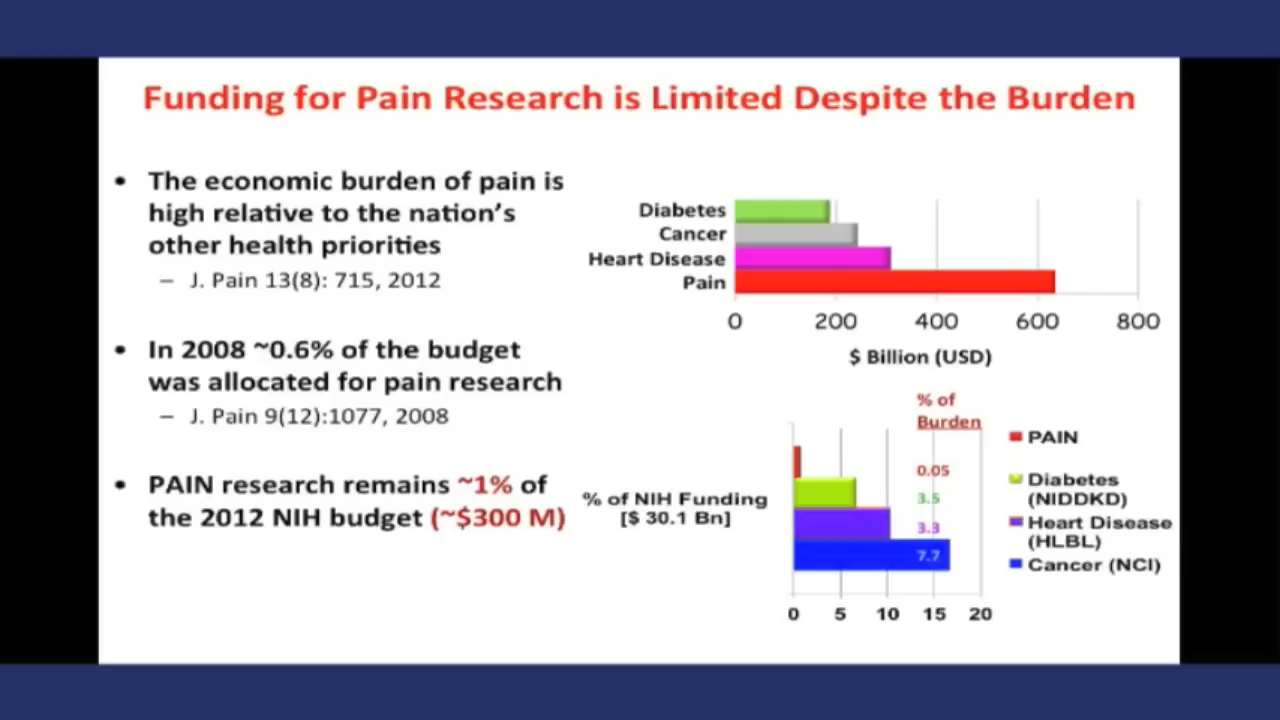 Funding for Pain Research is Limited Despite the Burden
• The economic burden of pain is
high relative to the nation's
other health priorities
– J. Pain 13(8): 715, 2012
• In 2008 ~0.6% of the budget
was allocated for pain research
– J. Pain 9(12):1077, 2008
• PAIN research remains ~1% of
the 2012 NIH budget (~$300 M)
Diabetes
Cancer
Heart Disease
Pain
0 200 400 600 800
$ Billion (USD)
% of
Burden
0.05
3.5
3.3
7.7
% of NIH Funding
[$ 30.1 Bn]
0 5 10 15 20
PAIN
Diabetes
(NIDDKD)
Heart Disease
(HLBL)
Cancer (NCI)